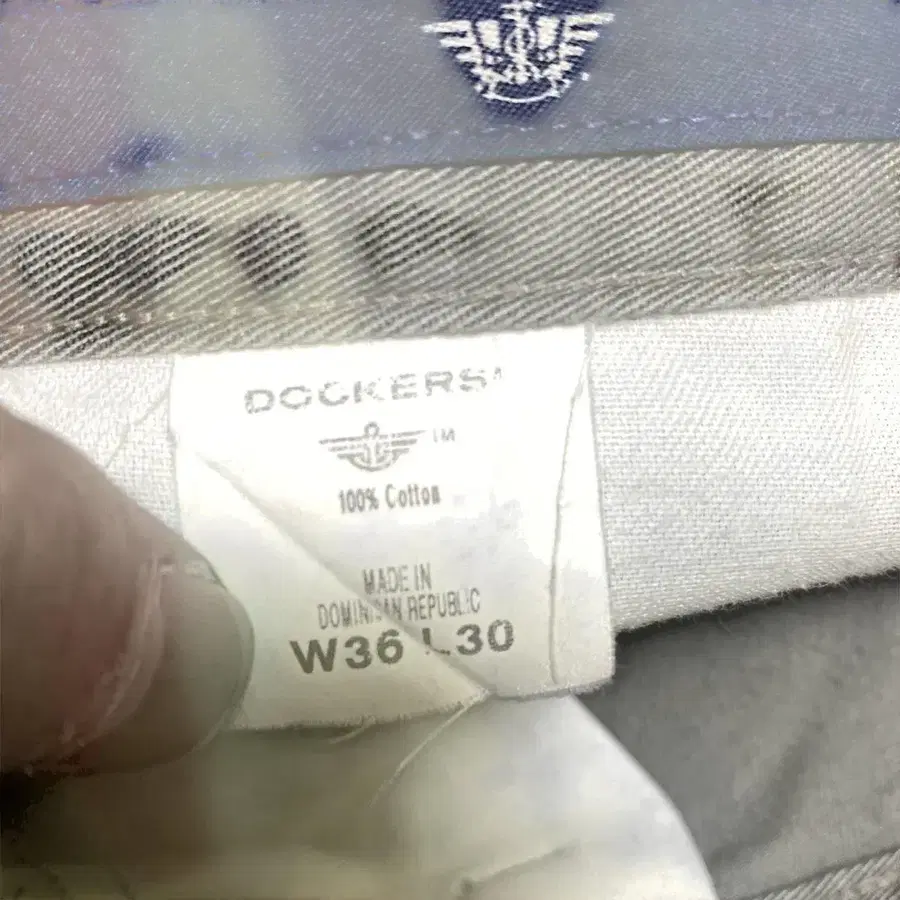 DOCKERS
TM
100% Cotton
MADE IN
DOMINICAN REPUBLIC
W36 L30